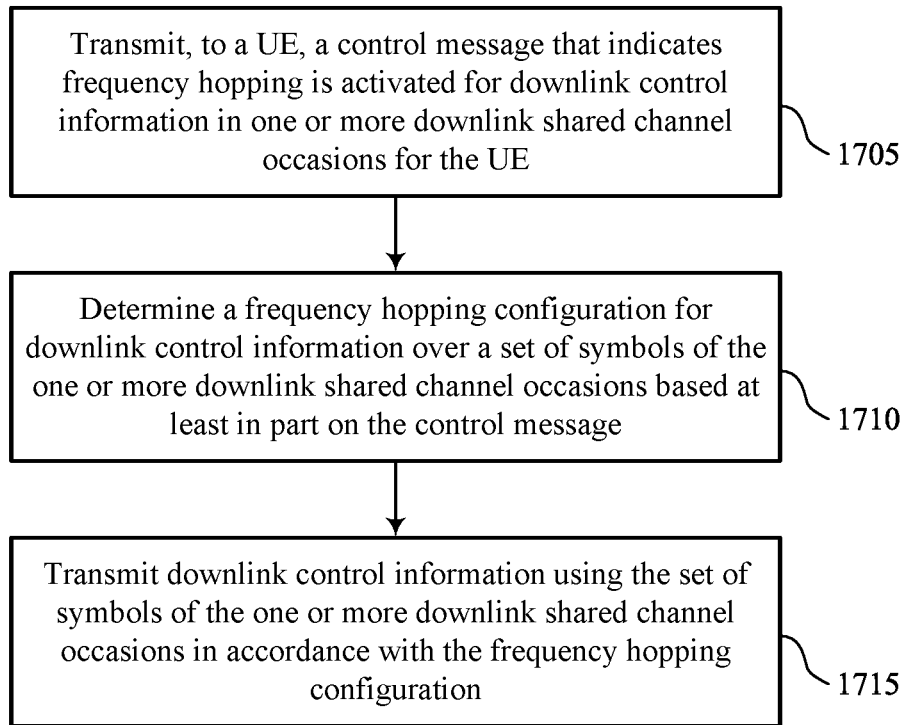 Transmit, to a UE, a control message that indicates
frequency hopping is activated for downlink control
information in one or more downlink shared channel
occasions for the UE
1705
Determine a frequency hopping configuration for
downlink control information over a set of symbols of the
one or more downlink shared channel occasions based at
least in part on the control message
1710
Transmit downlink control information using the set of
symbols of the one or more downlink shared channel
occasions in accordance with the frequency hopping
configuration
1715